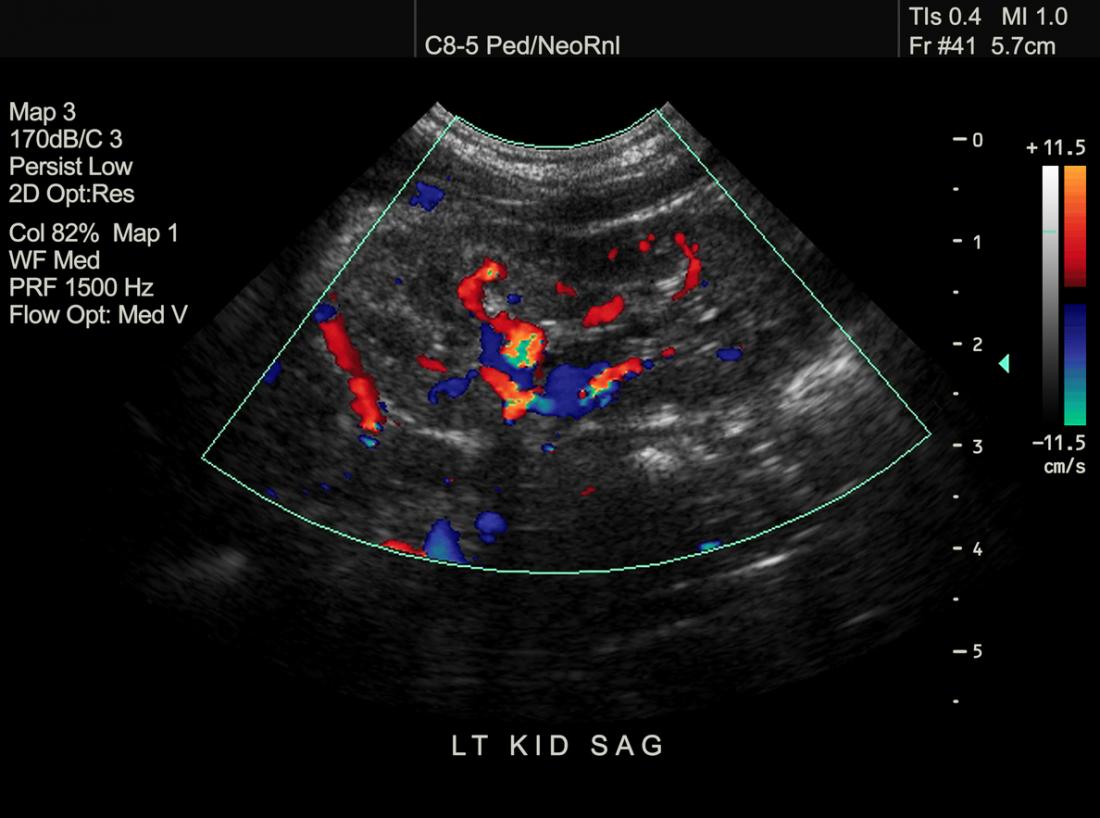 C8-5 Ped/NeoRnl
TIs 0.4 MI 1.0
Fr #41 5.7cm
Map 3
170dB/C 3
Persist Low
2D Opt:Res
Col 82% Map 1
WF Med
PRF 1500 Hz
Flow Opt: Med V
0
1
2
3
4
5
+11.5
-11.5
cm/s
LT KID SAG